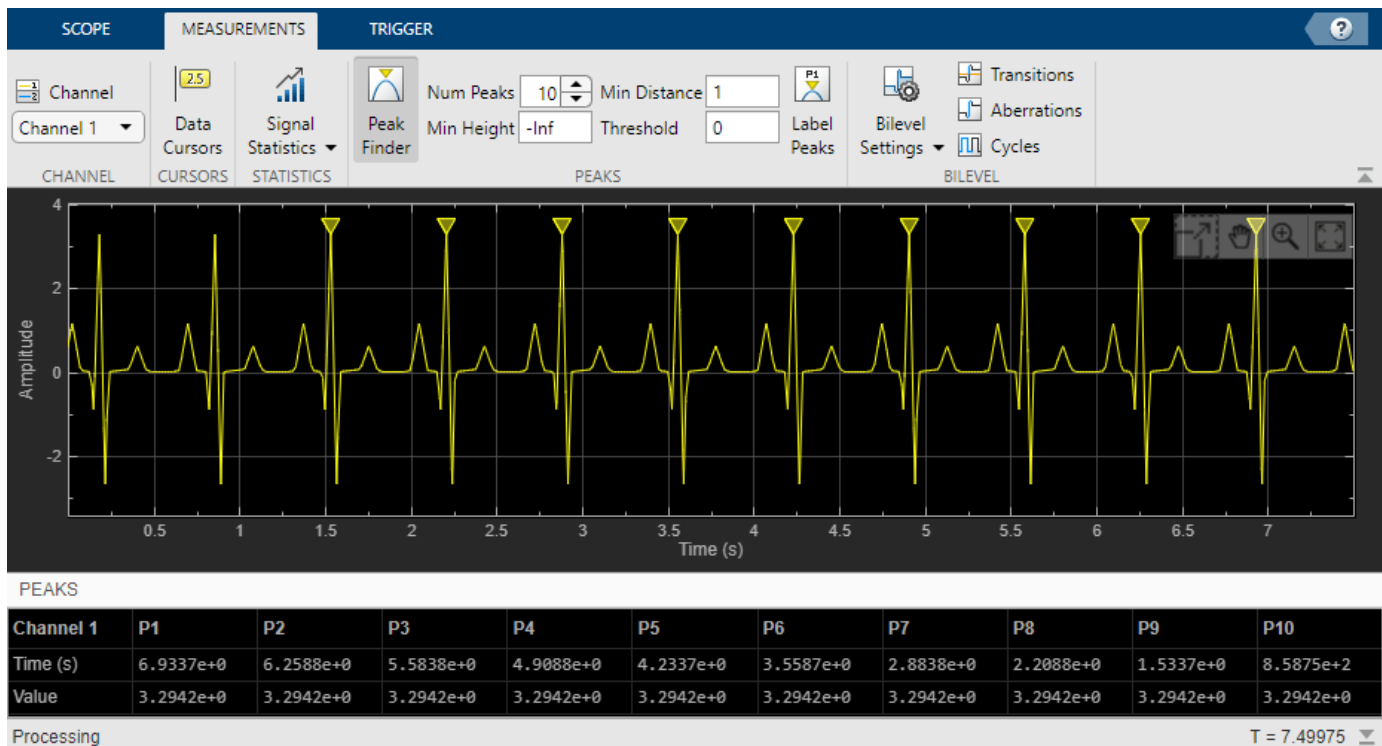 SCOPE MEASUREMENTS TRIGGER ?
Channel
Channel 1
CHANNEL
2.5
Data
Cursors
CURSORS
Signal
Statistics
STATISTICS
Peak
Finder
Num Peaks 10 Min Distance 1
Min Height -Inf Threshold 0
P1
Label
Peaks
PEAKS
Bilevel
Settings
Transitions
Aberrations
Cycles
BILEVEL
4
2
0
-2
Amplitude
0.5 1 1.5 2 2.5 3 3.5 4 4.5 5 5.5 6 6.5 7
Time (s)
PEAKS
Channel 1 P1 P2 P3 P4 P5 P6 P7 P8 P9 P10
Time (s) 6.9337e+0 6.2588e+0 5.5838e+0 4.9088e+0 4.2337e+0 3.5587e+0 2.8838e+0 2.2088e+0 1.5337e+0 8.5875e+2
Value 3.2942e+0 3.2942e+0 3.2942e+0 3.2942e+0 3.2942e+0 3.2942e+0 3.2942e+0 3.2942e+0 3.2942e+0 3.2942e+0
Processing T = 7.49975